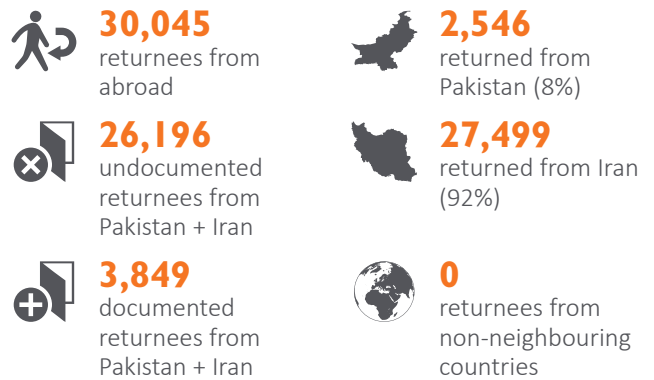 30,045
returnees from
abroad
2,546
returned from
Pakistan (8%)
26,196
undocumented
returnees from
Pakistan + Iran
27,499
returned from Iran
(92%)
3,849
documented
returnees from
Pakistan + Iran
0
returnees from
non-neighbouring
countries